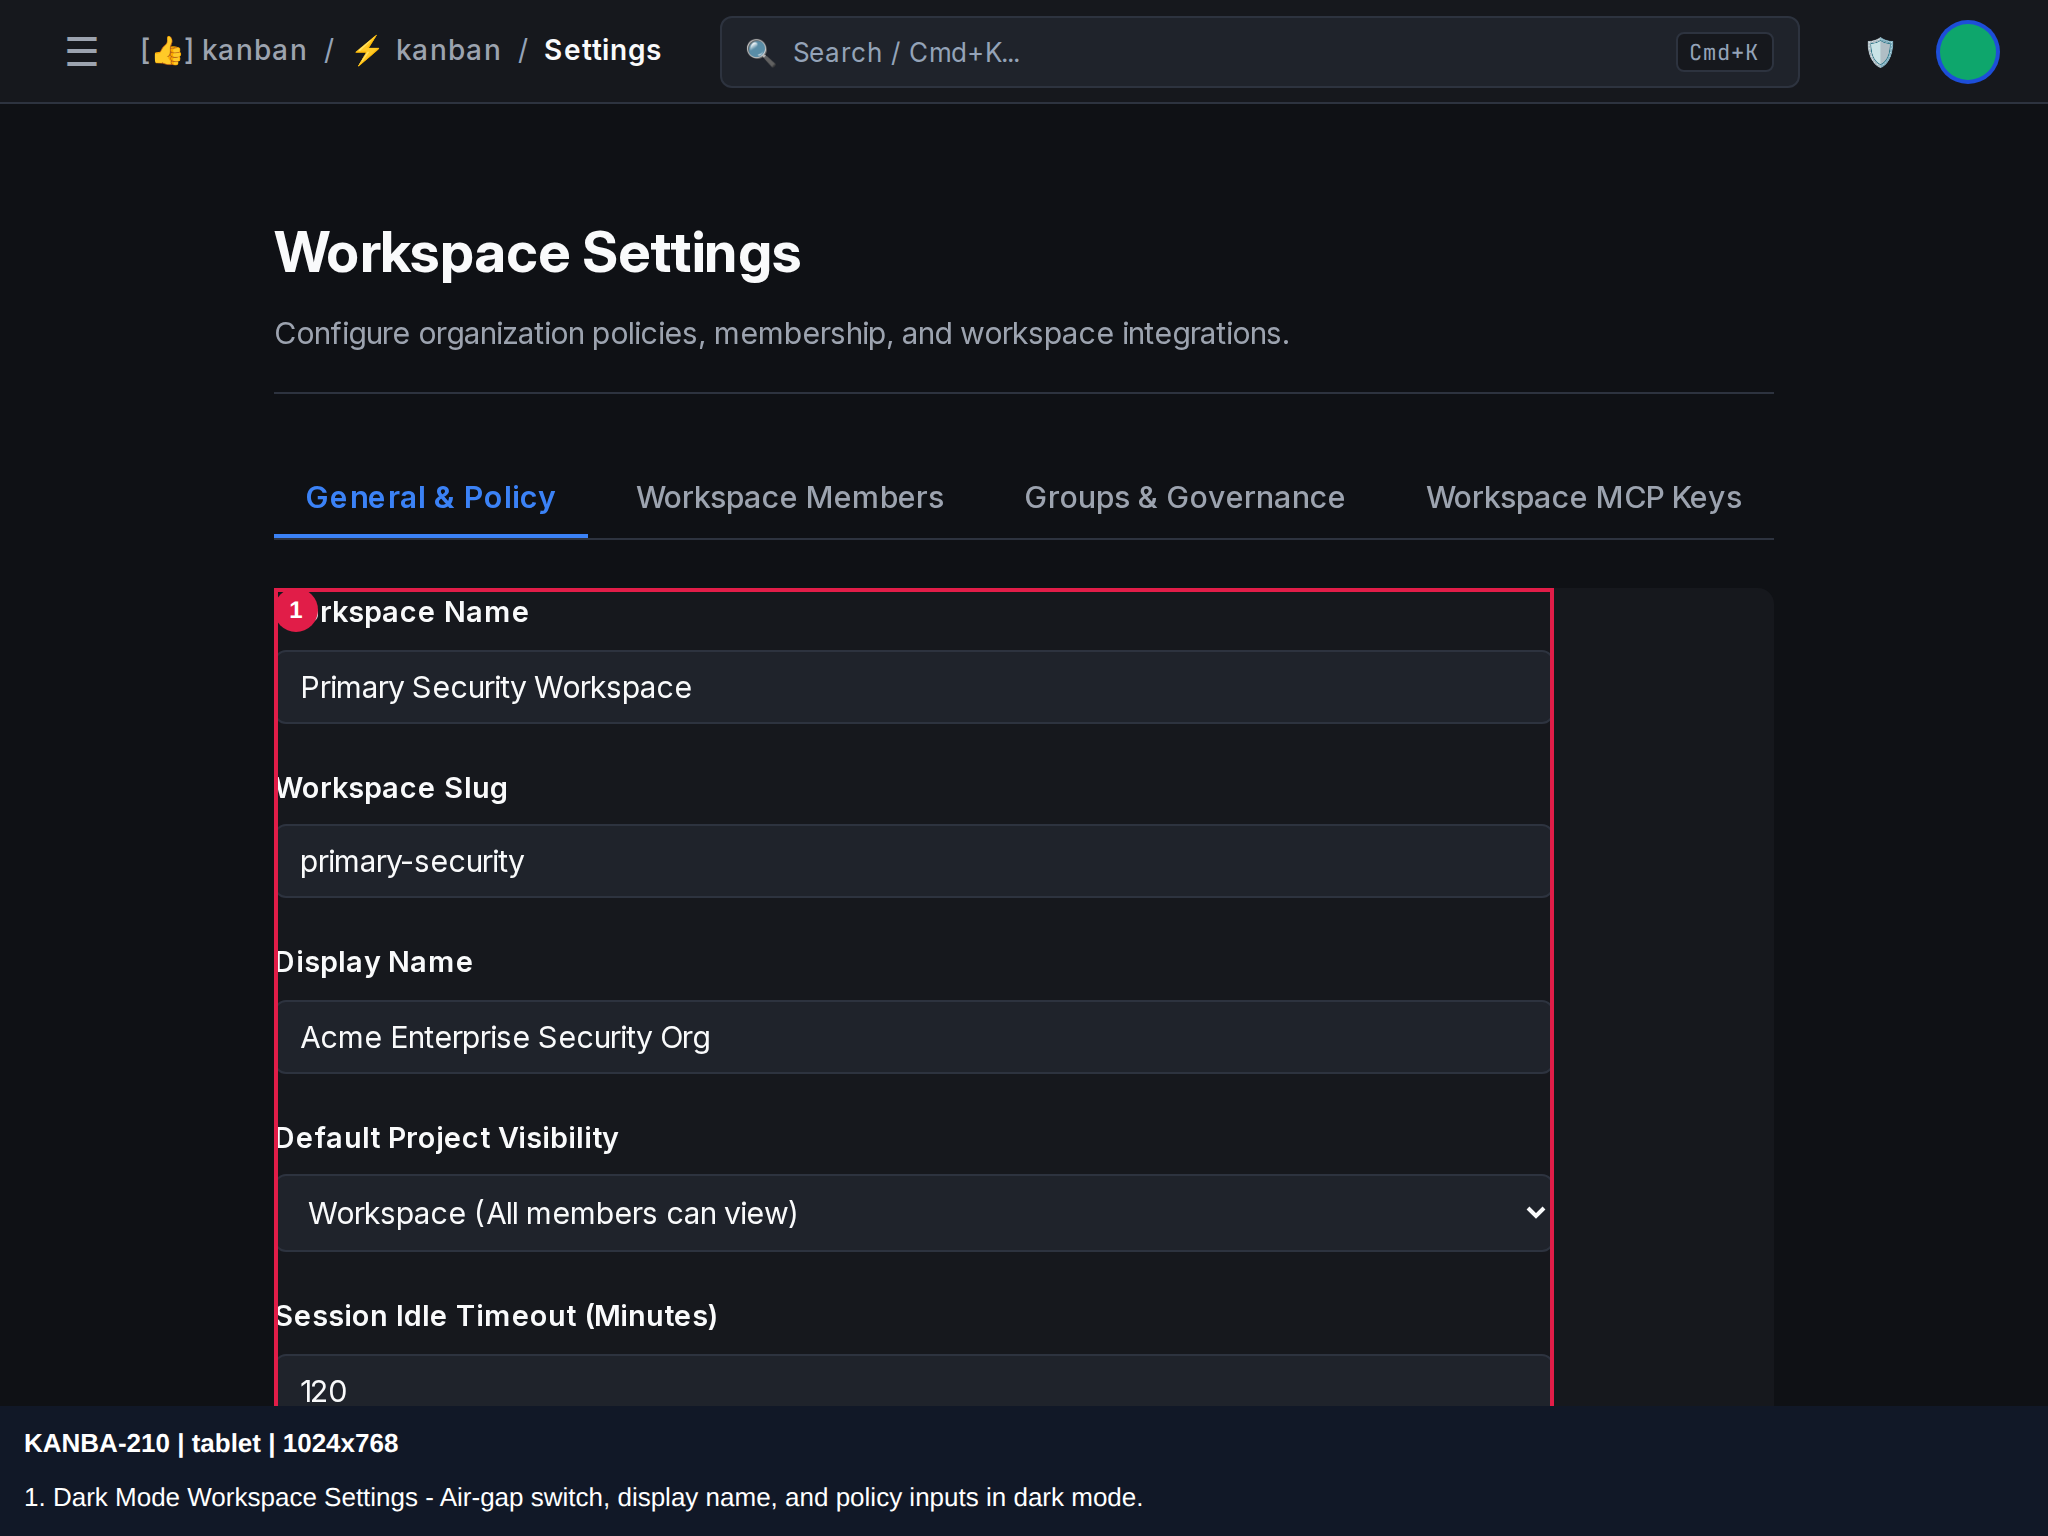 [👍] kanban / ⚡ kanban / Settings
Search / Cmd+K...
Cmd+K
Workspace Settings
Configure organization policies, membership, and workspace integrations.
General & Policy
Workspace Members
Groups & Governance
Workspace MCP Keys
1
rkspace Name
Primary Security Workspace
Workspace Slug
primary-security
Display Name
Acme Enterprise Security Org
Default Project Visibility
Workspace (All members can view)
Session Idle Timeout (Minutes)
120
KANBA-210 | tablet | 1024x768
1. Dark Mode Workspace Settings - Air-gap switch, display name, and policy inputs in dark mode.